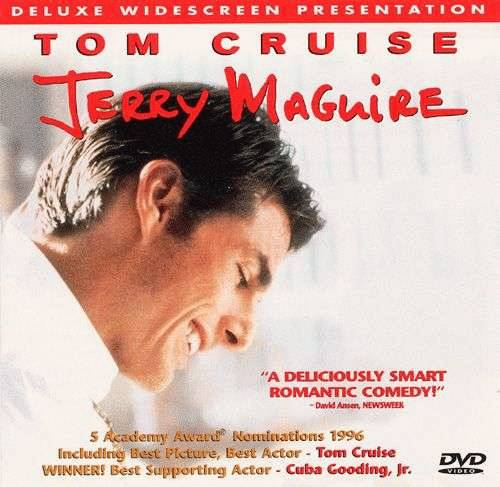 DELUXE WIDESCREEN PRESENTATION
TOM CRUISE
JERRY MAGUIRE
"A DELICIOUSLY SMART
ROMANTIC COMEDY!"
- David Ansen, NEWSWEEK
5 Academy Award® Nominations 1996
Including Best Picture, Best Actor - Tom Cruise
WINNER! Best Supporting Actor - Cuba Gooding, Jr.
DVD
VIDEO